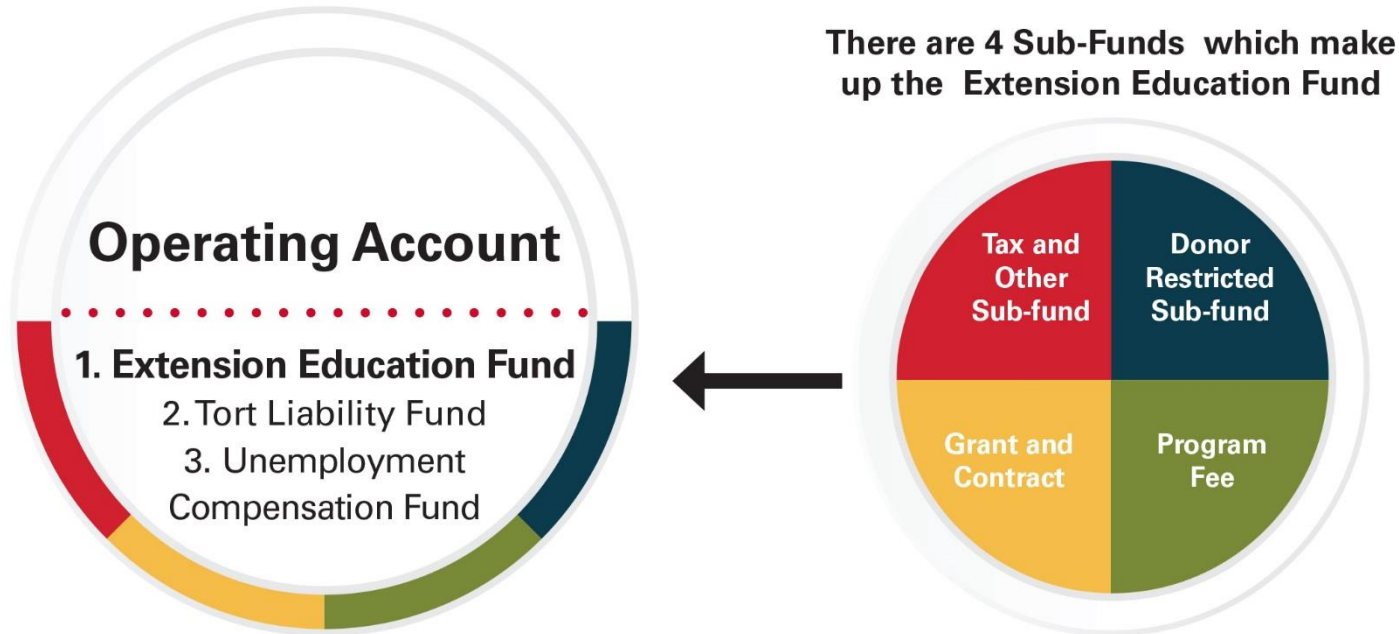 There are 4 Sub-Funds which make
up the Extension Education Fund
Operating Account
1. Extension Education Fund
2. Tort Liability Fund
3. Unemployment
Compensation Fund
Tax and
Other
Sub-fund
Donor
Restricted
Sub-fund
Grant and
Contract
Program
Fee